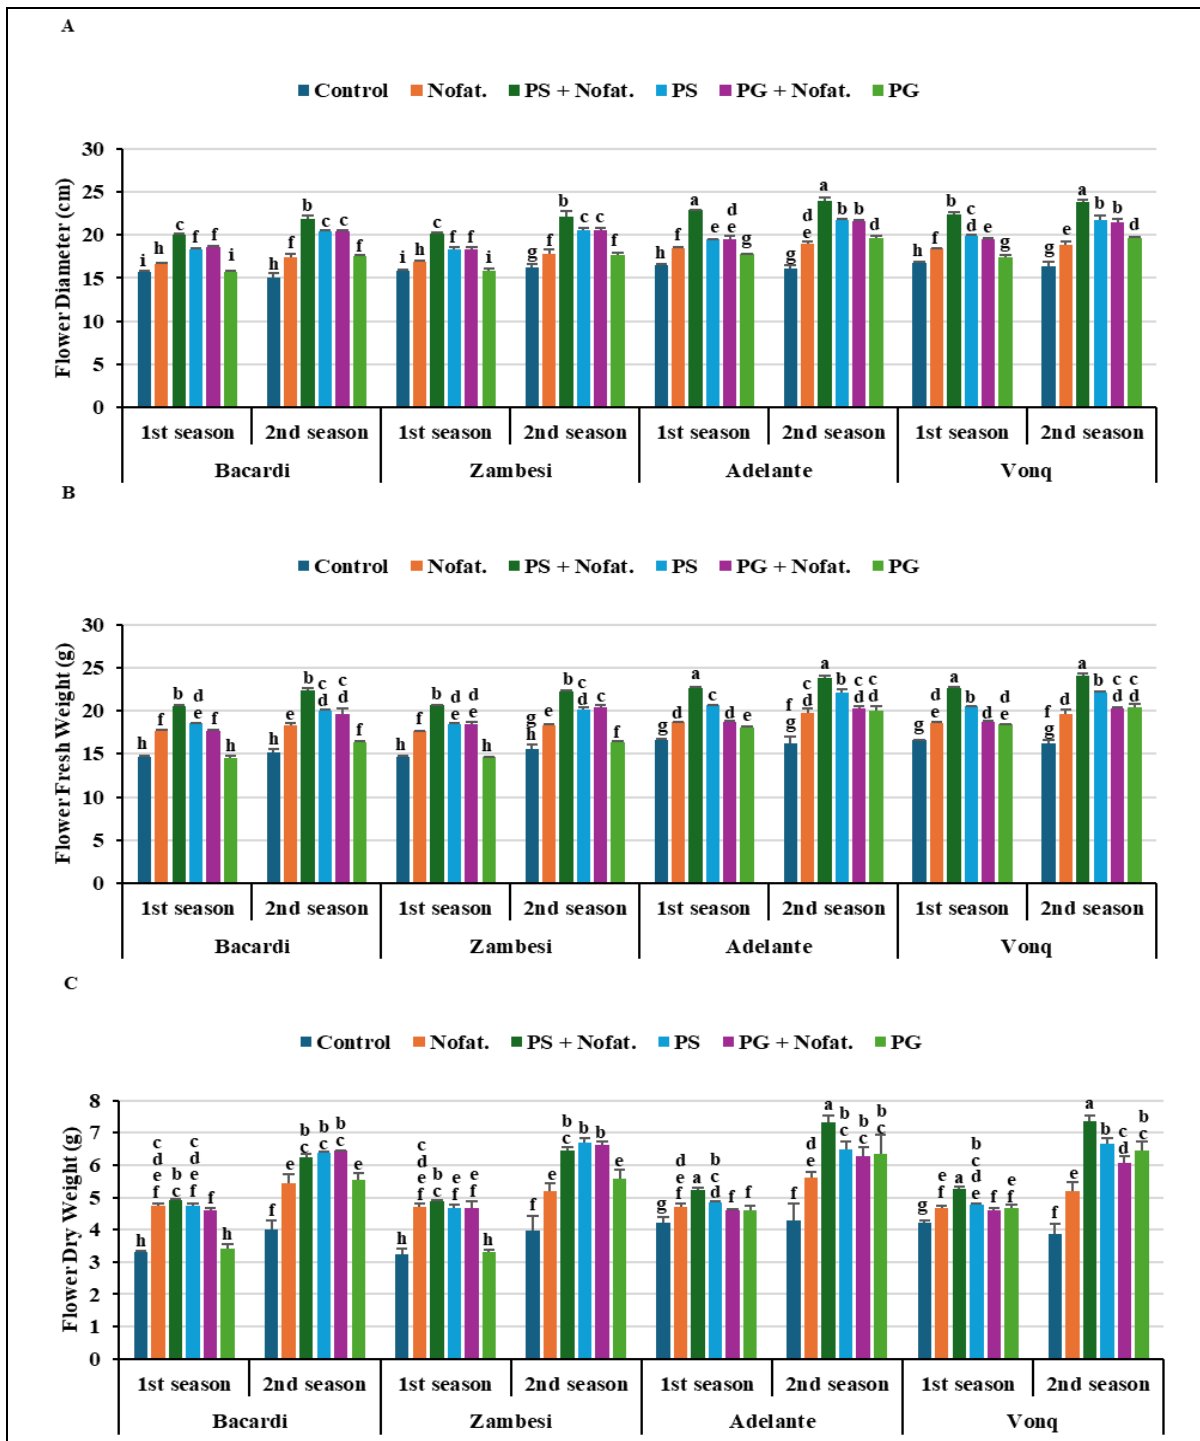 A
Control Nofat. PS + Nofat. PS PG + Nofat. PG
Flower Diameter (cm)
30
25
20
15
10
5
0
i h c f f i
h f b c c f
i h c f f i
g f b c c f
h f a e d e g
g d e a b b d
h f b c d e g
g e a b b d
1st season 2nd season 1st season 2nd season 1st season 2nd season 1st season 2nd season
Bacardi Zambesi Adelante Vonq
B
Control Nofat. PS + Nofat. PS PG + Nofat. PG
Flower Fresh Weight (g)
30
25
20
15
10
5
0
h f b d e f h
h e b c d c d f
h f b d e d e h
g h e b c d c d f
g d a c d e
f g c d a b c d c d
g d e a b d d e
f g d a b c d c d
1st season 2nd season 1st season 2nd season 1st season 2nd season 1st season 2nd season
Bacardi Zambesi Adelante Vonq
C
Control Nofat. PS + Nofat. PS PG + Nofat. PG
Flower Dry Weight (g)
8
7
6
5
4
3
2
1
0
h c d e f b c c d e f f h
f e b c b c b c e
h c d e f b c e f e f h
f e b c b b e
g d e f a b c d f f
f d e a b c b c b c
g e f a b c d e f e f
f e a b c d b c
1st season 2nd season 1st season 2nd season 1st season 2nd season 1st season 2nd season
Bacardi Zambesi Adelante Vonq